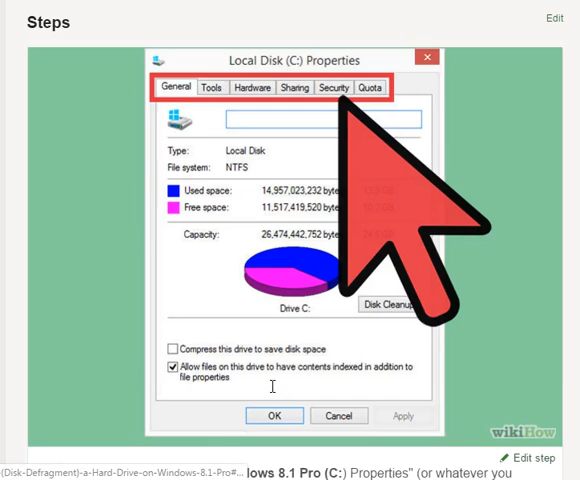 Steps
Edit
Local Disk (C:) Properties
General Tools Hardware Sharing Security Quota
Type: Local Disk
File system: NTFS
Used space: 14,957,023,232 byte
Free space: 11,517,419,520 byte
Capacity: 26,474,442,752 byte
Drive C:
Disk Cleanup
Compress this drive to save disk space
Allow files on this drive to have contents indexed in addition to
file properties
OK Cancel Apply
wikiHow
Edit step
(Disk-Defragment)-a-Hard-Drive-on-Windows-8.1-Pro#...
lows 8.1 Pro (C:) Properties" (or whatever you